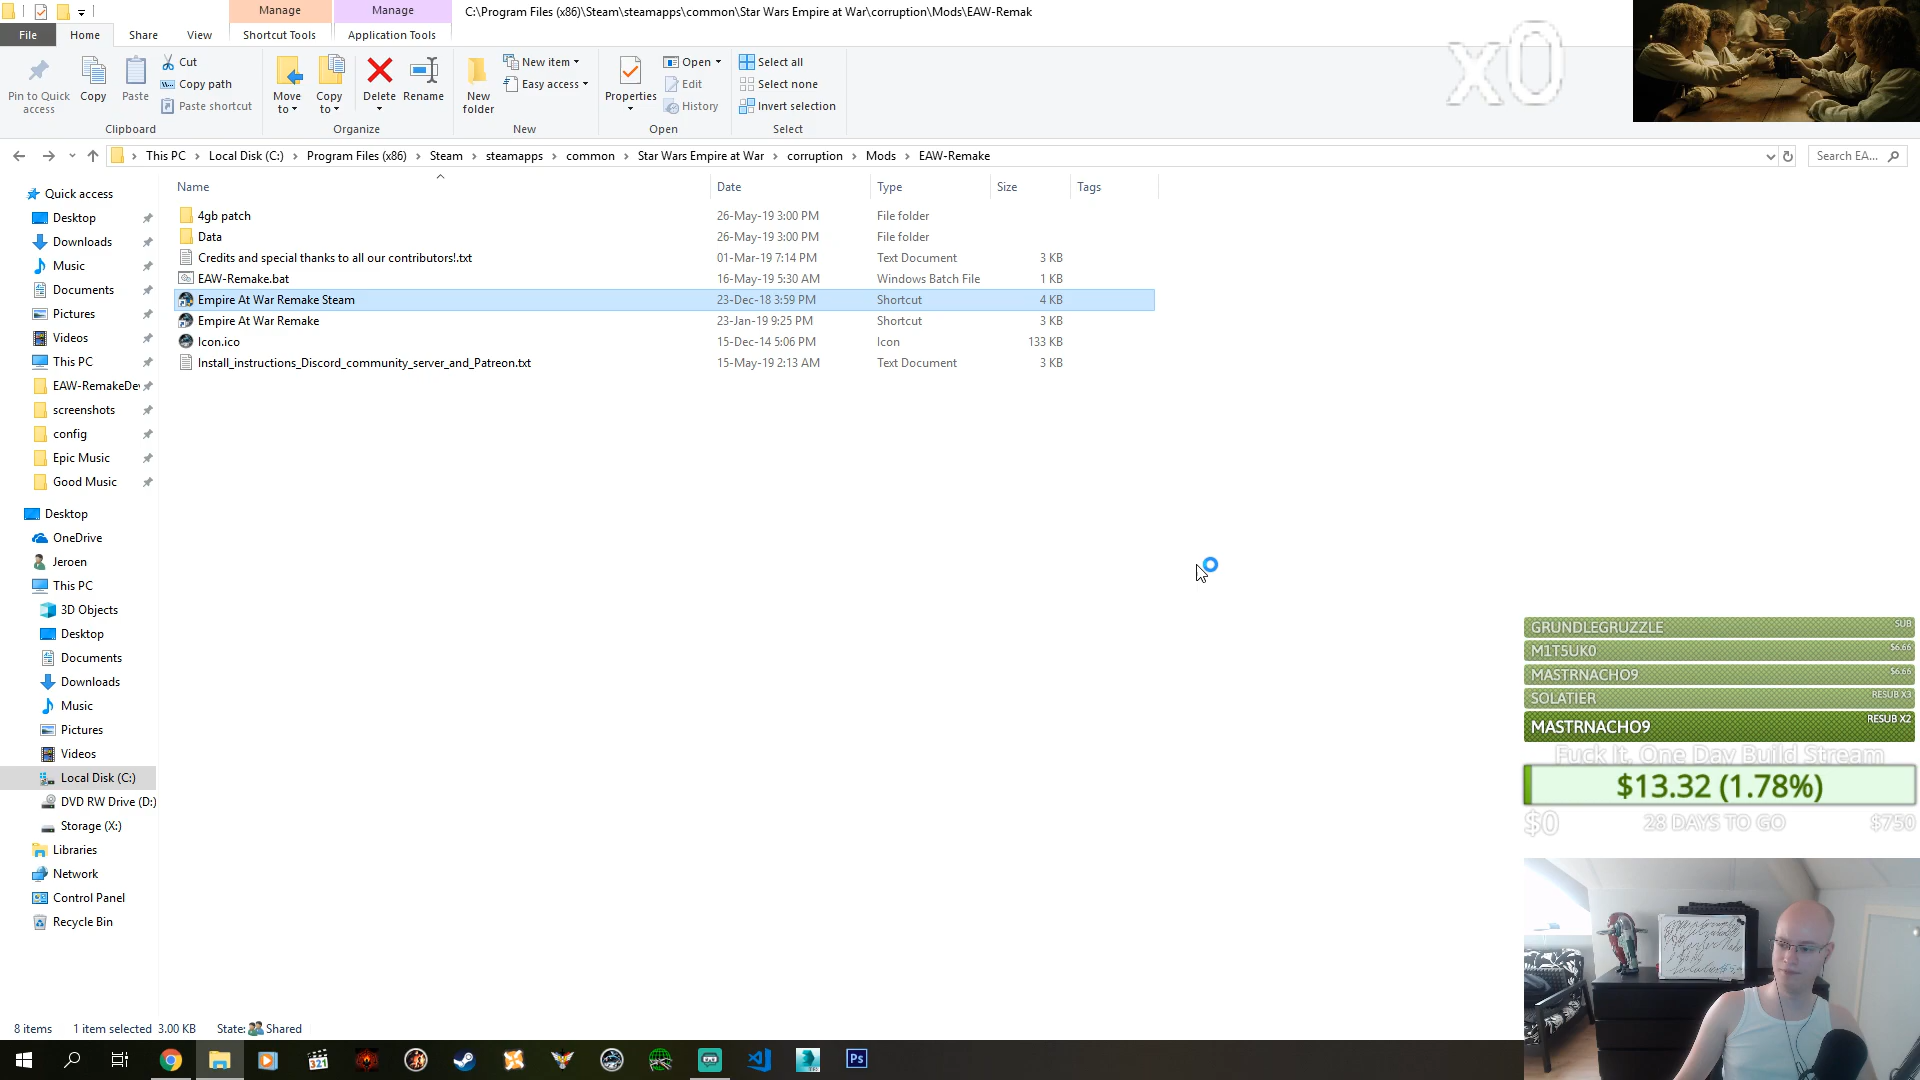 Manage
Manage
C:\Program Files (x86)\Steam\steamapps\common\Star Wars Empire at War\corruption\Mods\EAW-Remak
File
Home
Share
View
Shortcut Tools
Application Tools
Pin to Quick access
Copy
Paste
Cut
Copy path
Paste shortcut
Clipboard
Move to
Copy to
Delete
Rename
Organize
New folder
New item
Easy access
New
Properties
Open
Edit
History
Open
Select all
Select none
Invert selection
Select
x0
This PC
Local Disk (C:)
Program Files (x86)
Steam
steamapps
common
Star Wars Empire at War
corruption
Mods
EAW-Remake
Search EA...
Name
Date
Type
Size
Tags
4gb patch 26-May-19 3:00 PM File folder
Data 26-May-19 3:00 PM File folder
Credits and special thanks to all our contributors!.txt 01-Mar-19 7:14 PM Text Document 3 KB
EAW-Remake.bat 16-May-19 5:30 AM Windows Batch File 1 KB
Empire At War Remake Steam 23-Dec-18 3:59 PM Shortcut 4 KB
Empire At War Remake 23-Jan-19 9:25 PM Shortcut 3 KB
Icon.ico 15-Dec-14 5:06 PM Icon 133 KB
Install_instructions_Discord_community_server_and_Patreon.txt 15-May-19 2:13 AM Text Document 3 KB
Quick access
Desktop
Downloads
Music
Documents
Pictures
Videos
This PC
EAW-RemakeDe
screenshots
config
Epic Music
Good Music
Desktop
OneDrive
Jeroen
This PC
3D Objects
Desktop
Documents
Downloads
Music
Pictures
Videos
Local Disk (C:)
DVD RW Drive (D:)
Storage (X:)
Libraries
Network
Control Panel
Recycle Bin
GRUNDLEGRUZZLE SUB
M1T5UK0 $6.66
MASTRNACHO9 $6.66
SOLATIER RESUB X3
MASTRNACHO9 RESUB X2
Fuck It, One Day Build Stream
$13.32 (1.78%)
$0 28 DAYS TO GO $750
8 items 1 item selected 3.00 KB State: Shared
321
Ps